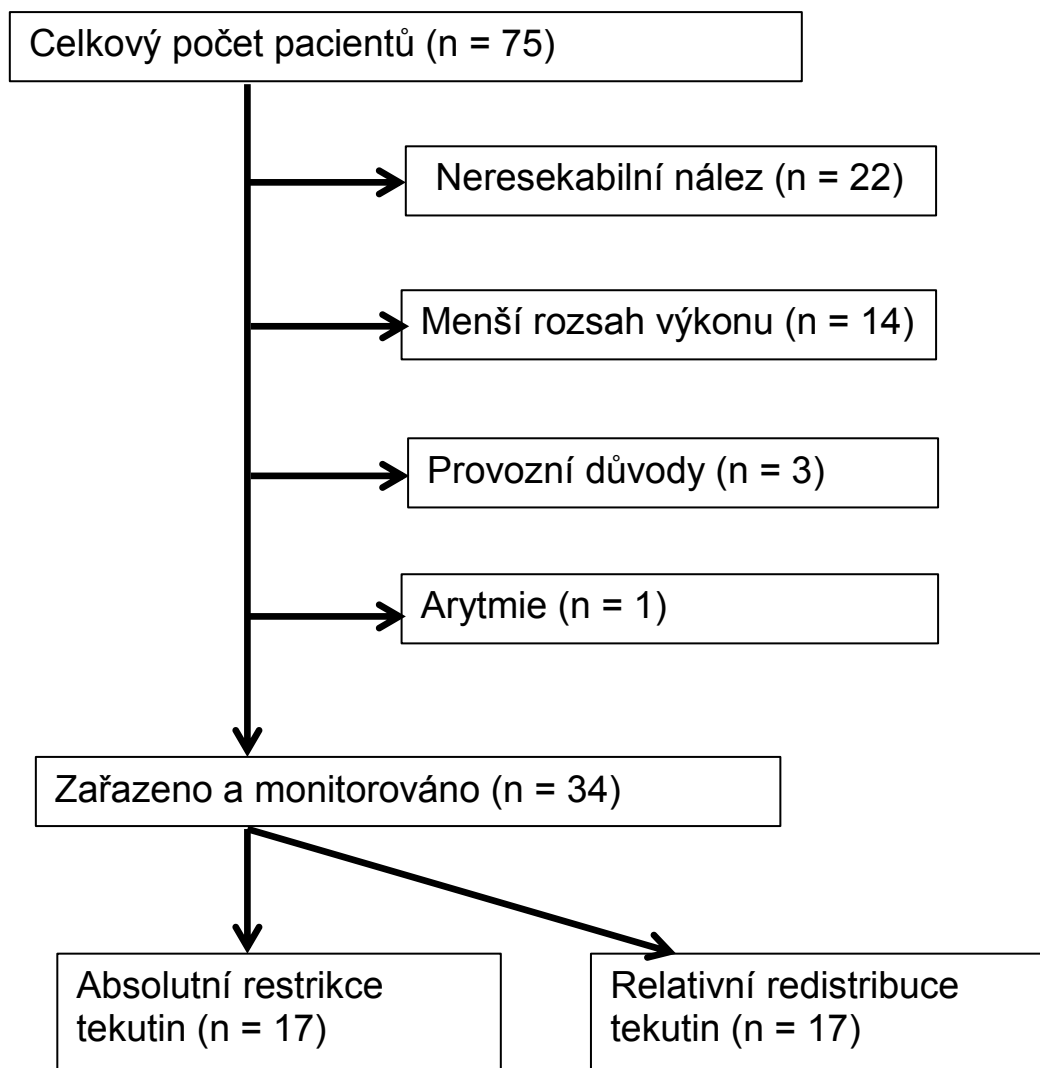 Celkový počet pacientů (n = 75)
Neresekabilní nález (n = 22)
Menší rozsah výkonu (n = 14)
Provozní důvody (n = 3)
Arytmie (n = 1)
Zařazeno a monitorováno (n = 34)
Absolutní restrikce
tekutin (n = 17)
Relativní redistribuce
tekutin (n = 17)